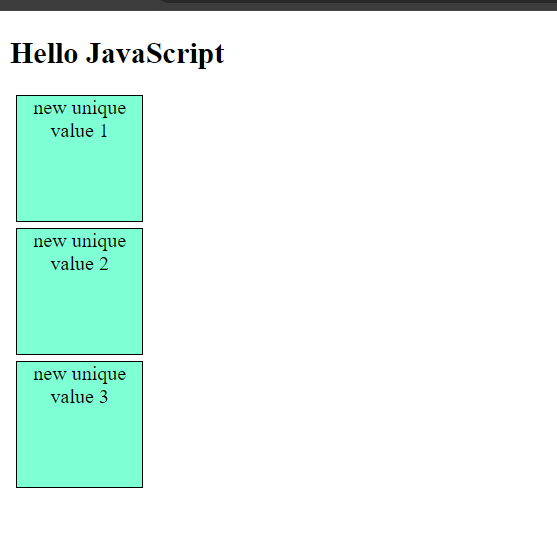 Hello JavaScript
new unique
value 1
new unique
value 2
new unique
value 3